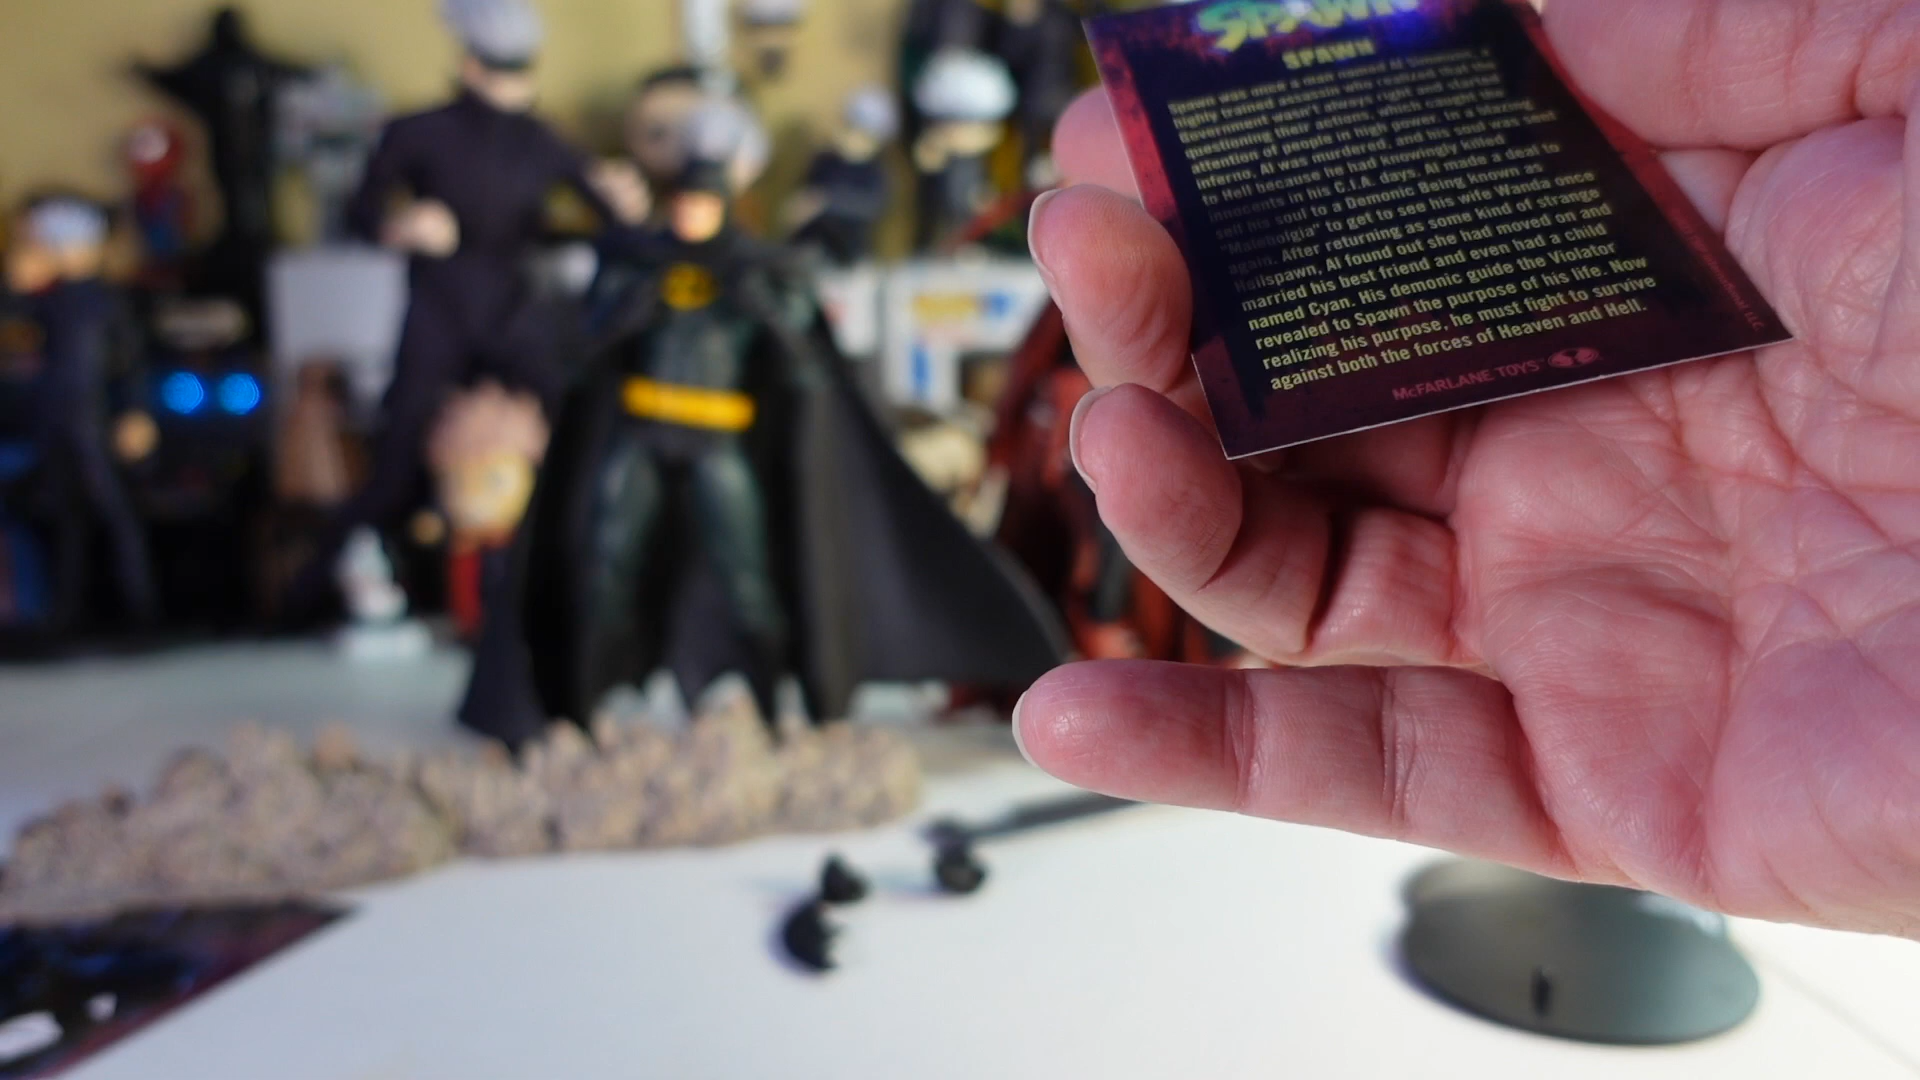 SPAWN
SPAWN
Spawn was once a man named Al Simmons, a
highly trained assassin who realized that the
Government wasn't always right and started
questioning their actions, which caught the
attention of people in high power. In a blazing
inferno, Al was murdered, and his soul was sent
to Hell because he had knowingly killed
innocents in his C.I.A. days. Al made a deal to
sell his soul to a Demonic Being known as
"Malebolgia" to get to see his wife Wanda once
again. After returning as some kind of strange
Hellspawn, Al found out she had moved on and
married his best friend and even had a child
named Cyan. His demonic guide the Violator
revealed to Spawn the purpose of his life. Now
realizing his purpose, he must fight to survive
against both the forces of Heaven and Hell.
McFARLANE TOYS™